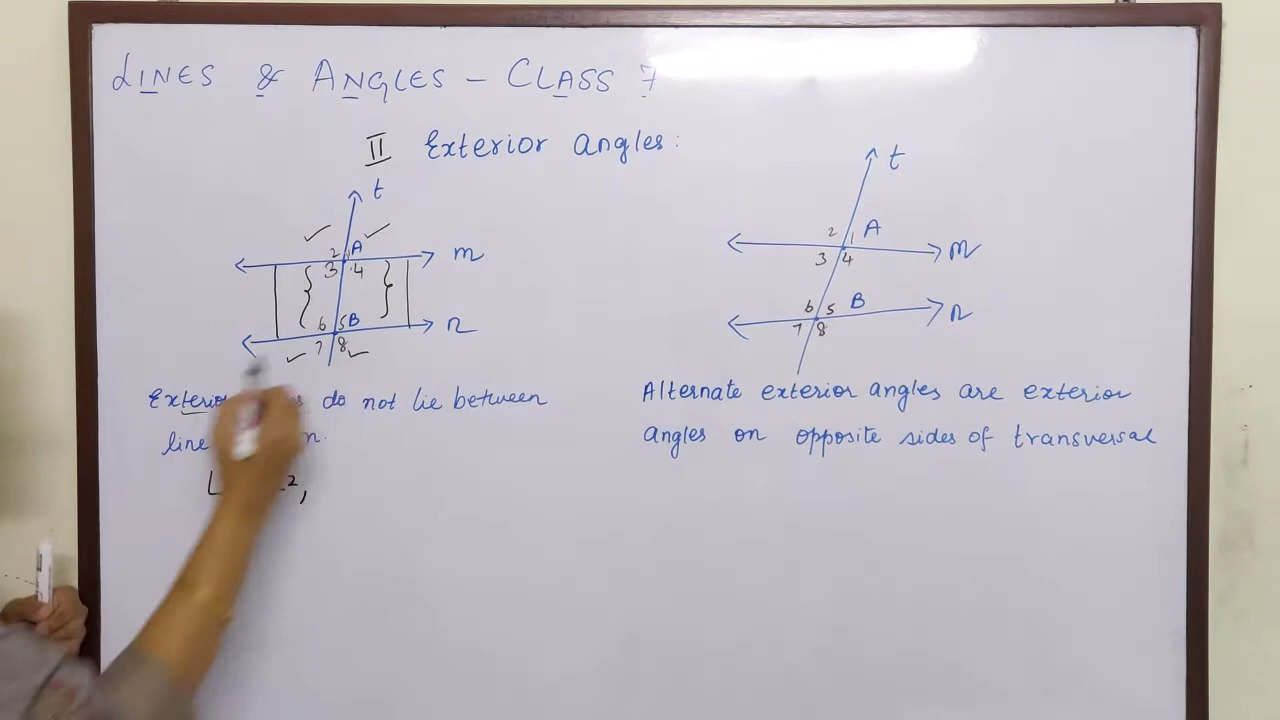 LINES & ANGLES - CLASS 7
II Exterior angles:
t
2 A
1
m
3 4
6 5 B
n
7 8
t
2 1 A
m
3 4
6 5 B
n
7 8
do not lie between
line n.
2,
Alternate exterior angles are exterior
angles on opposite sides of transversal